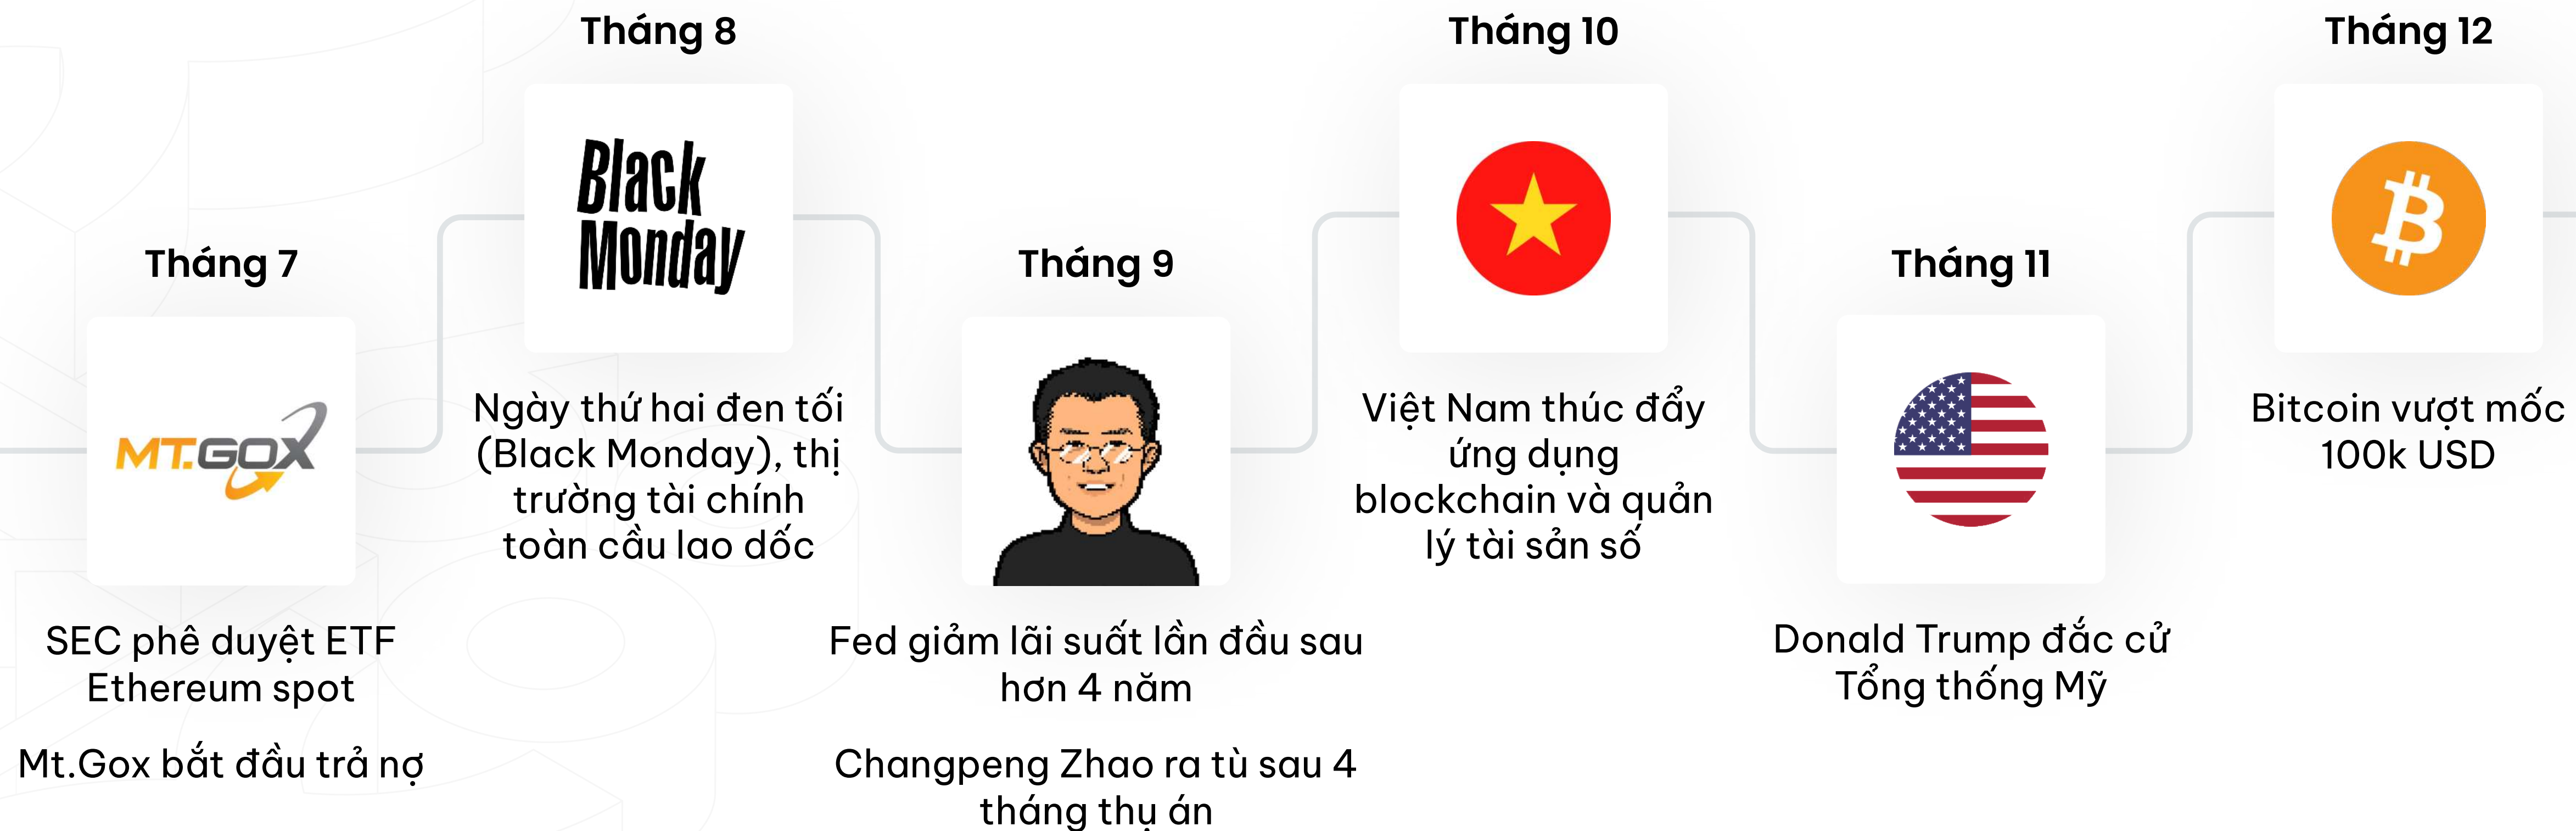 Tháng 7
MT.GOX
SEC phê duyệt ETF
Ethereum spot
Mt.Gox bắt đầu trả nợ
Tháng 8
Black
Monday
Ngày thứ hai đen tối
(Black Monday), thị
trường tài chính
toàn cầu lao dốc
Tháng 9
Fed giảm lãi suất lần đầu sau
hơn 4 năm
Changpeng Zhao ra tù sau 4
tháng thụ án
Tháng 10
Việt Nam thúc đẩy
ứng dụng
blockchain và quản
lý tài sản số
Tháng 11
Donald Trump đắc cử
Tổng thống Mỹ
Tháng 12
Bitcoin vượt mốc
100k USD